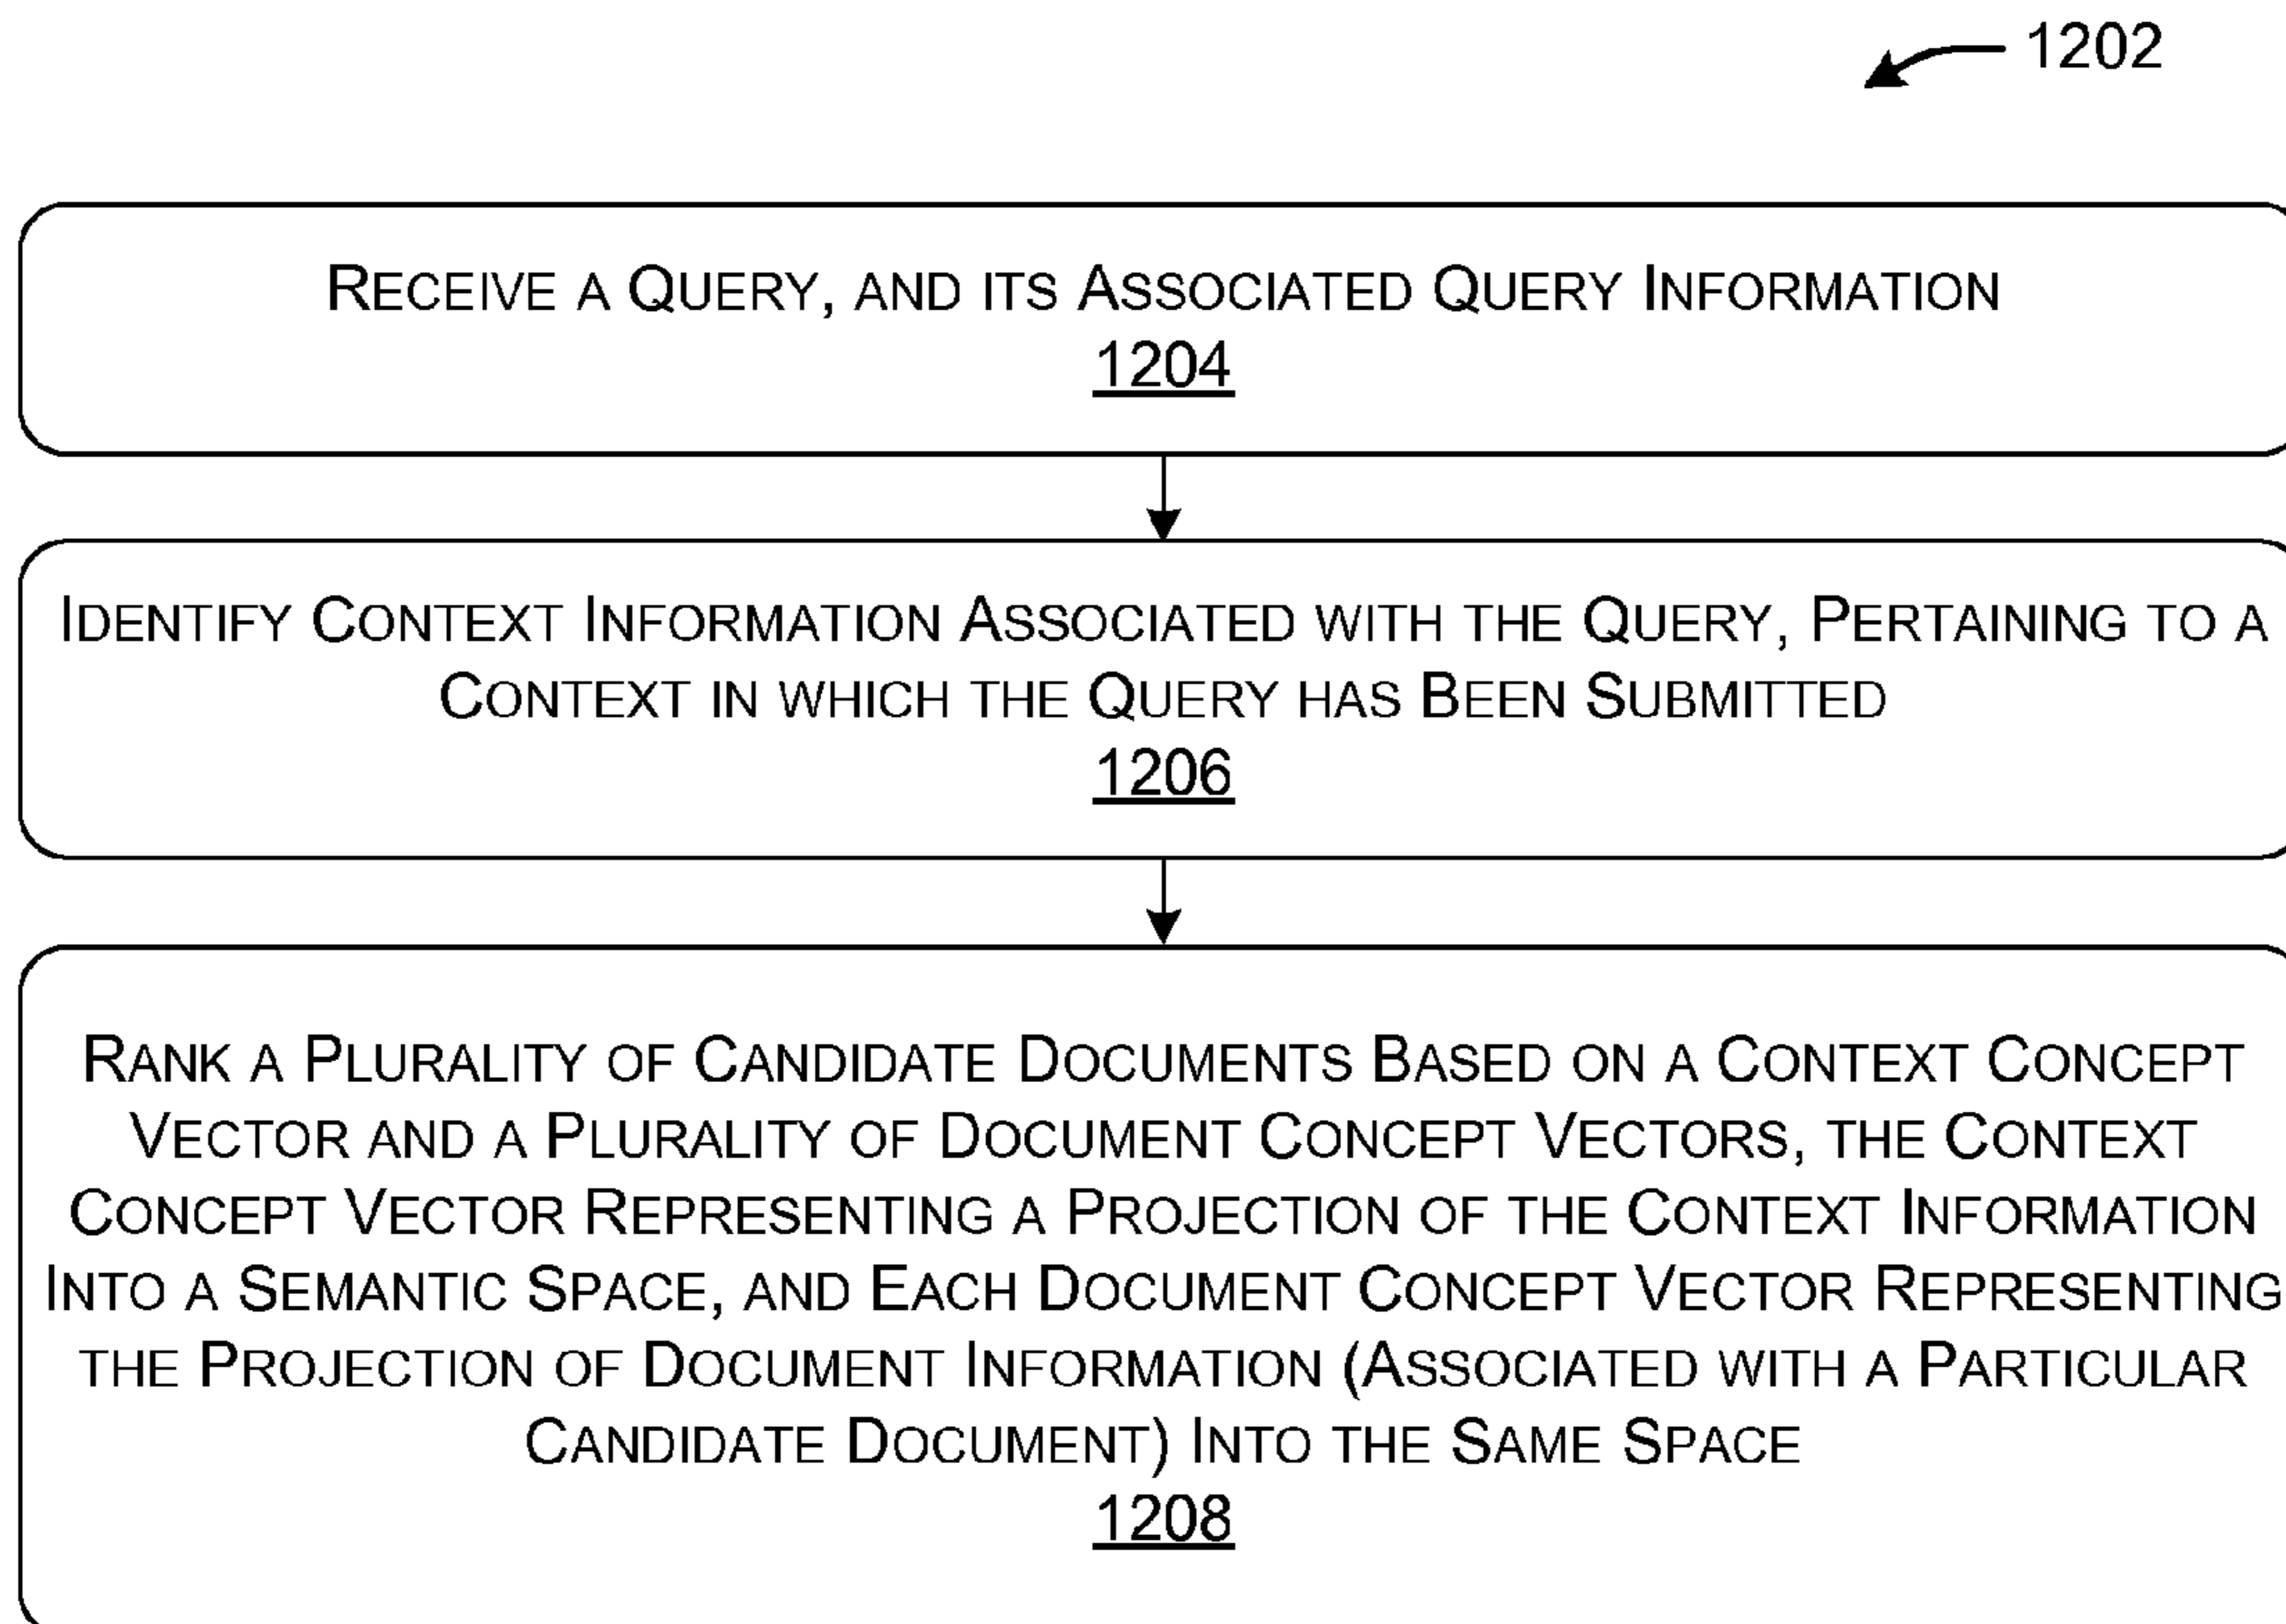 1202
RECEIVE A QUERY, AND ITS ASSOCIATED QUERY INFORMATION
1204
IDENTIFY CONTEXT INFORMATION ASSOCIATED WITH THE QUERY, PERTAINING TO A
CONTEXT IN WHICH THE QUERY HAS BEEN SUBMITTED
1206
RANK A PLURALITY OF CANDIDATE DOCUMENTS BASED ON A CONTEXT CONCEPT
VECTOR AND A PLURALITY OF DOCUMENT CONCEPT VECTORS, THE CONTEXT
CONCEPT VECTOR REPRESENTING A PROJECTION OF THE CONTEXT INFORMATION
INTO A SEMANTIC SPACE, AND EACH DOCUMENT CONCEPT VECTOR REPRESENTING
THE PROJECTION OF DOCUMENT INFORMATION (ASSOCIATED WITH A PARTICULAR
CANDIDATE DOCUMENT) INTO THE SAME SPACE
1208